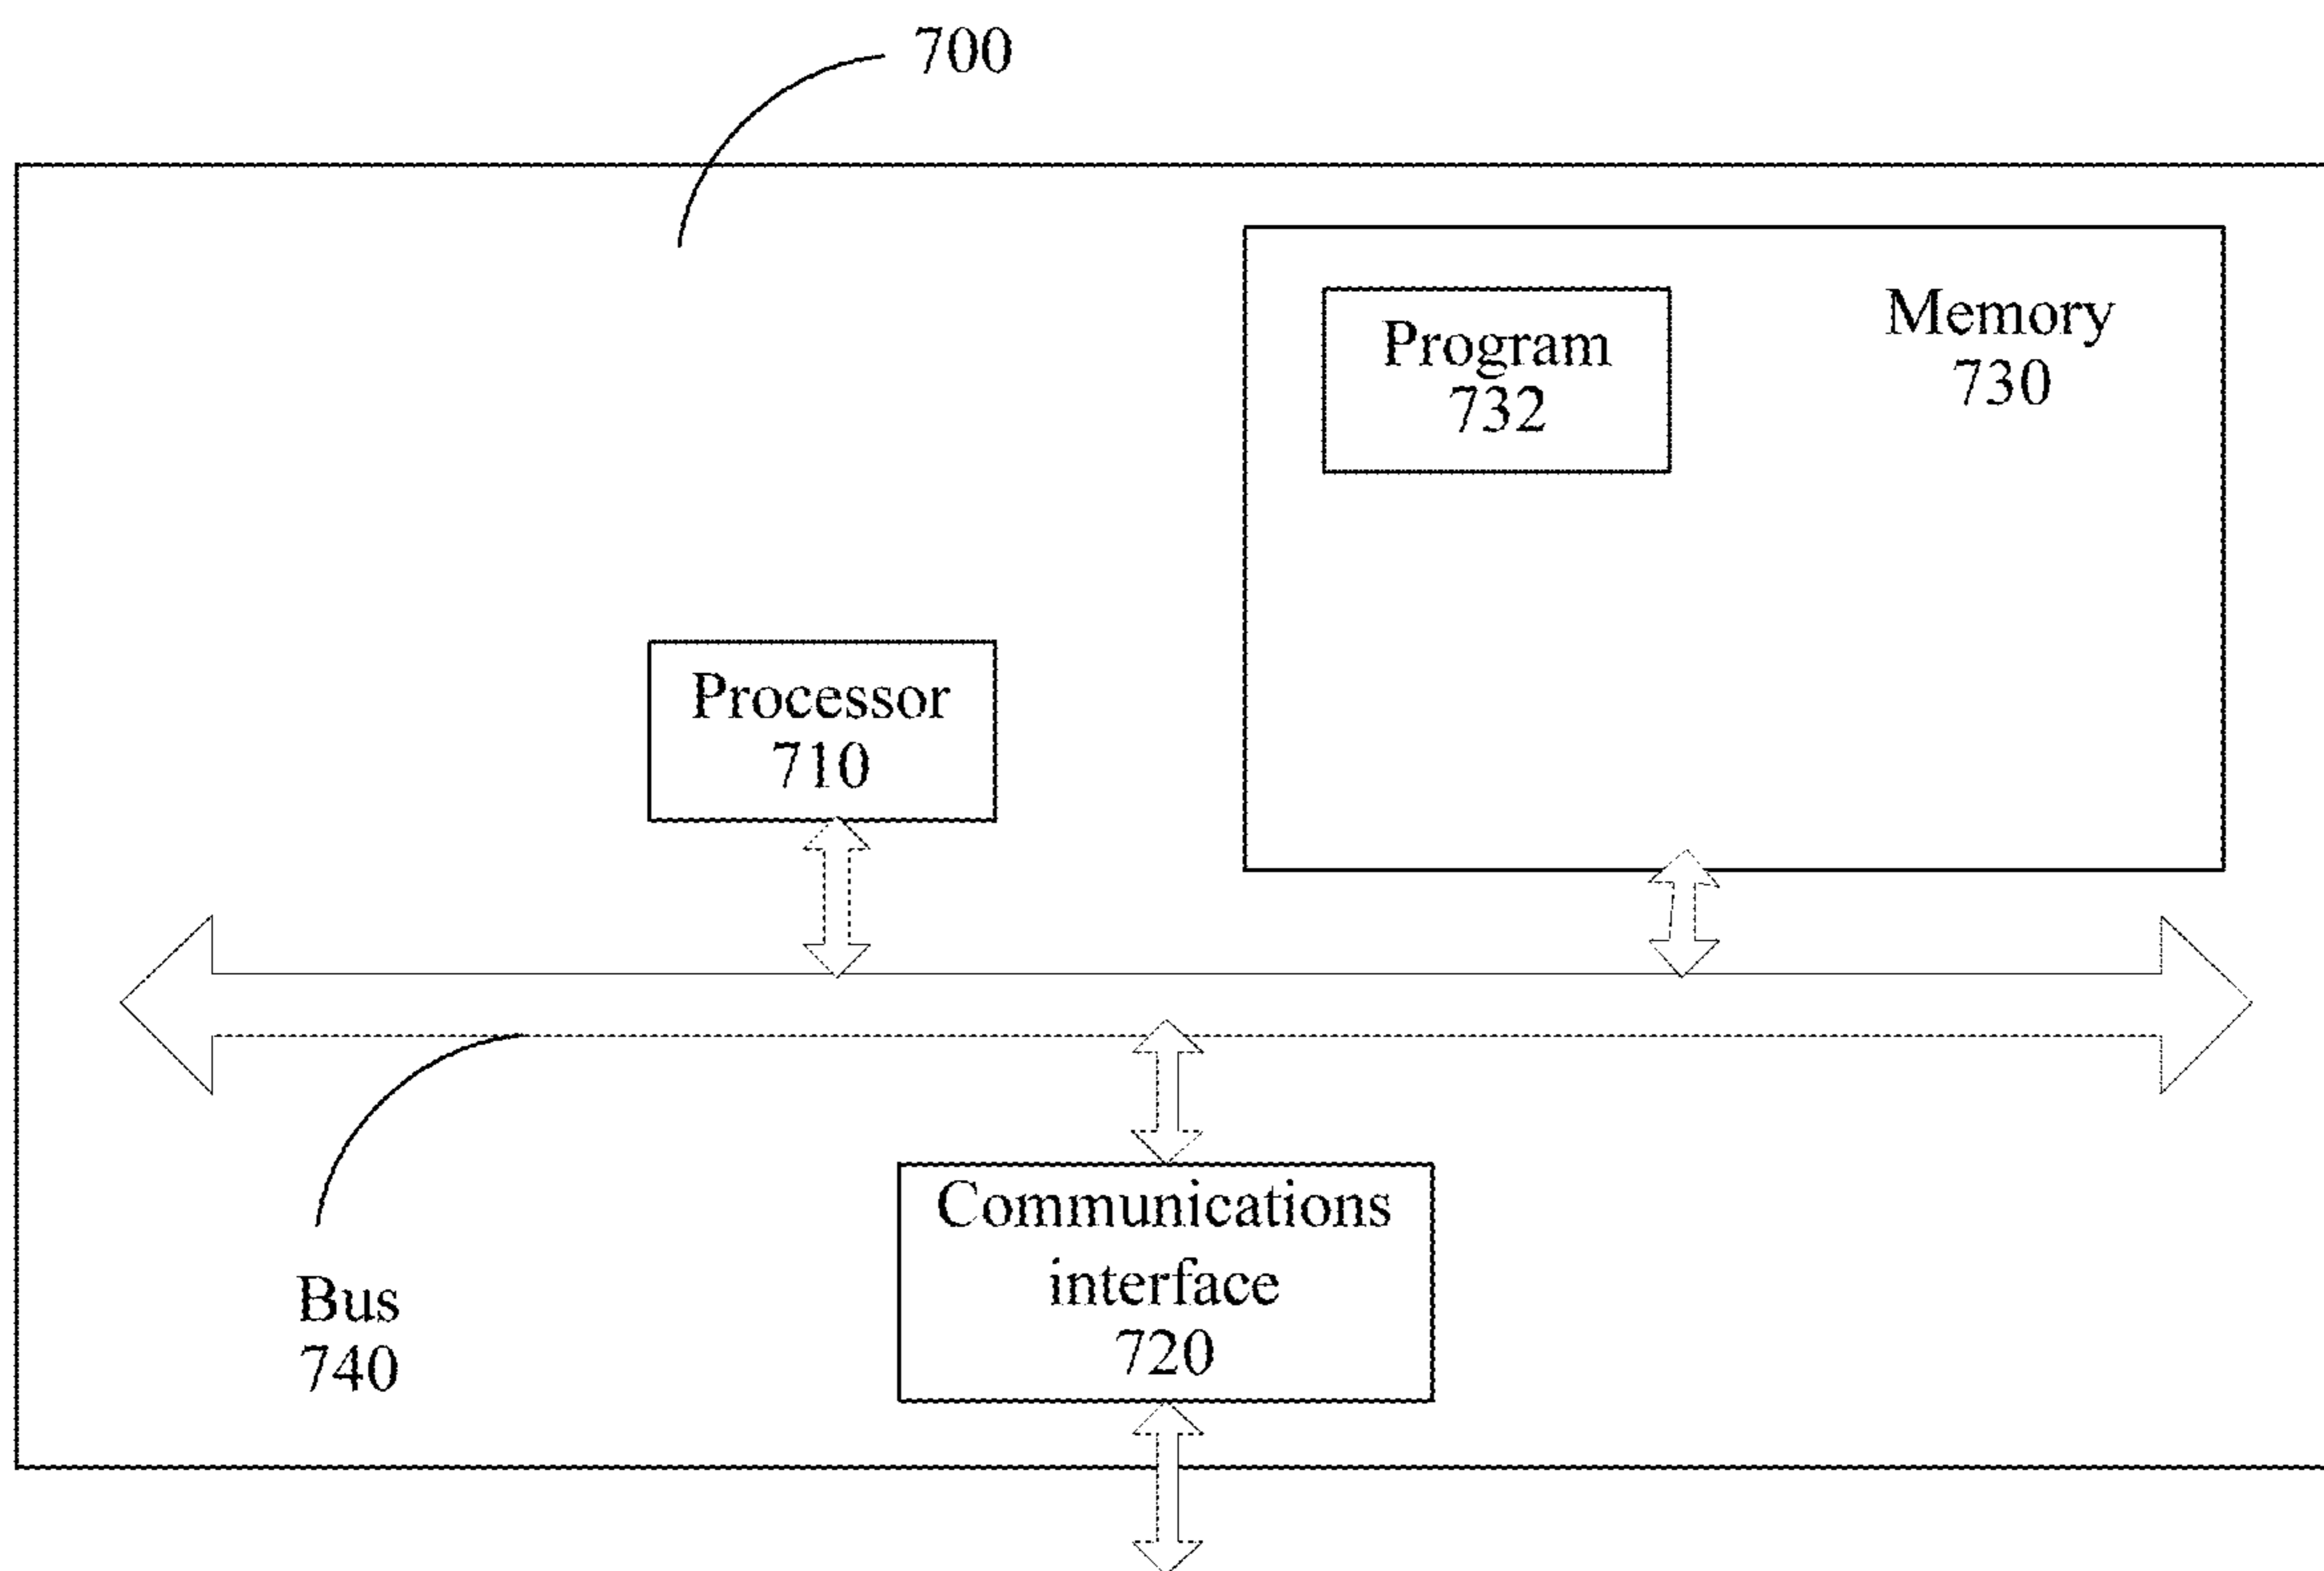 700
Program
732
Memory
730
Processor
710
Communications
interface
720
Bus
740